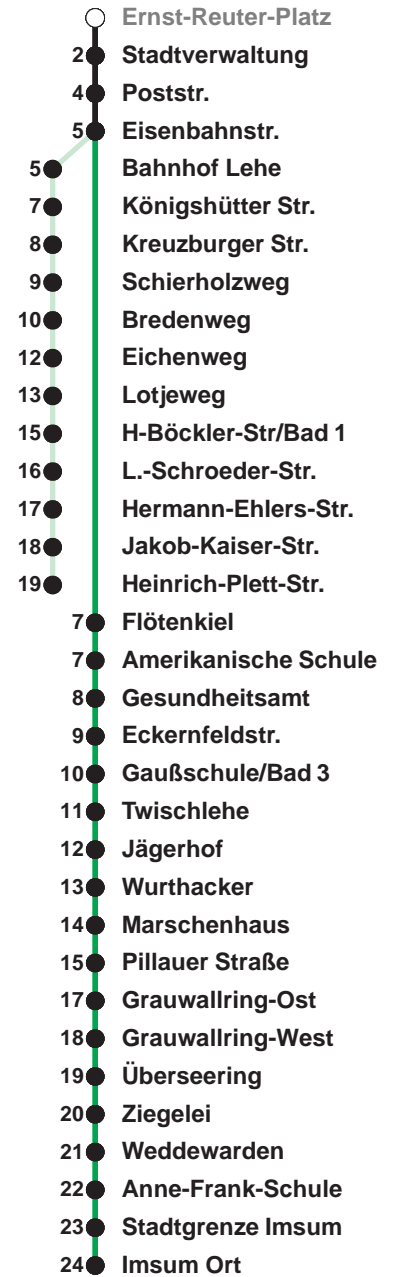 Ernst-Reuter-Platz
2 Stadtverwaltung
4 Poststr.
5 Eisenbahnstr.
5 Bahnhof Lehe
7 Königshütter Str.
8 Kreuzburger Str.
9 Schierholzweg
10 Bredenweg
12 Eichenweg
13 Lotjeweg
15 H-Böckler-Str/Bad 1
16 L.-Schroeder-Str.
17 Hermann-Ehlers-Str.
18 Jakob-Kaiser-Str.
19 Heinrich-Plett-Str.
7 Flötenkiel
7 Amerikanische Schule
8 Gesundheitsamt
9 Eckernfeldstr.
10 Gaußschule/Bad 3
11 Twischlehe
12 Jägerhof
13 Wurthacker
14 Marschenhaus
15 Pillauer Straße
17 Grauwallring-Ost
18 Grauwallring-West
19 Überseering
20 Ziegelei
21 Weddewarden
22 Anne-Frank-Schule
23 Stadtgrenze Imsum
24 Imsum Ort